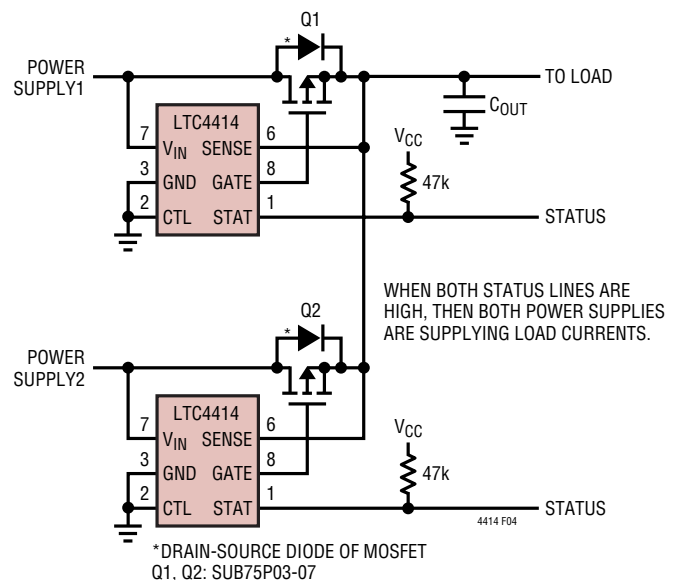 Q1
*
POWER
SUPPLY1
TO LOAD
COUT
LTC4414
7
VIN
SENSE
6
3
GND
GATE
8
2
CTL
STAT
1
VCC
47k
STATUS
WHEN BOTH STATUS LINES ARE
HIGH, THEN BOTH POWER SUPPLIES
ARE SUPPLYING LOAD CURRENTS.
Q2
*
POWER
SUPPLY2
LTC4414
7
VIN
SENSE
6
3
GND
GATE
8
2
CTL
STAT
1
VCC
47k
STATUS
4414 F04
*DRAIN-SOURCE DIODE OF MOSFET
Q1, Q2: SUB75P03-07